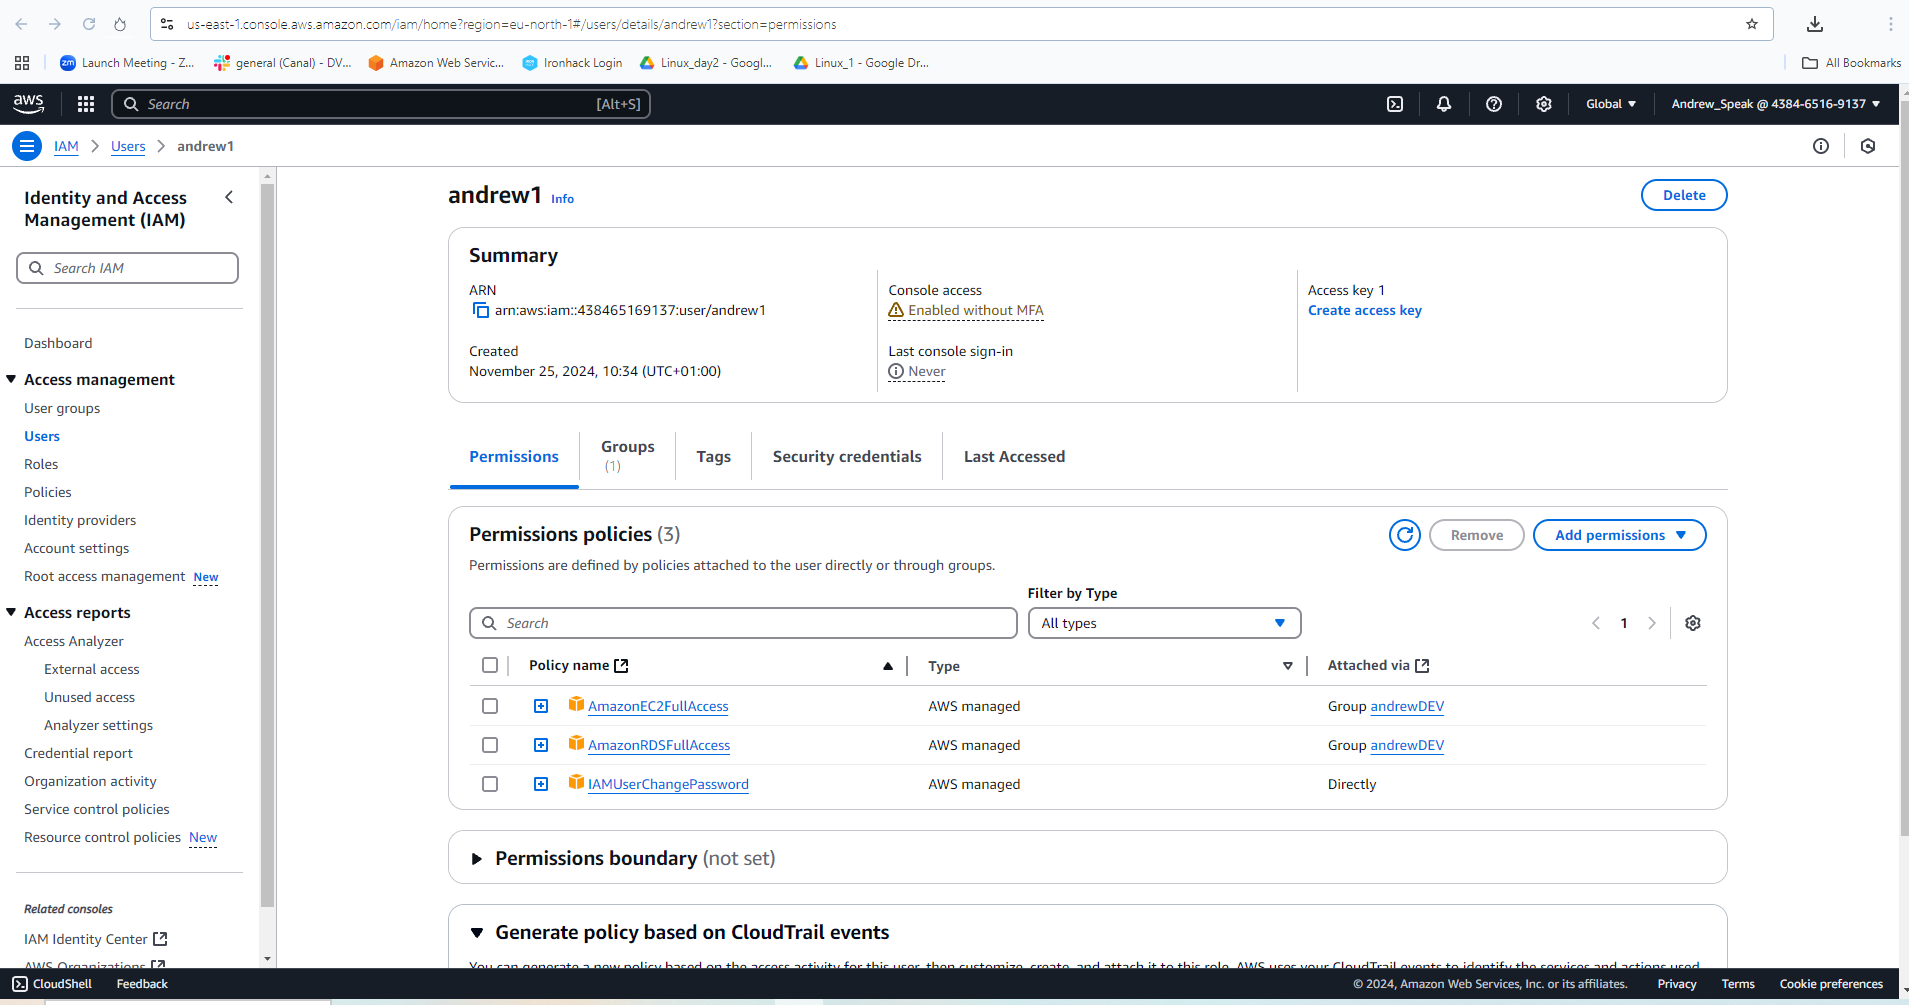 us-east-1.console.aws.amazon.com/iam/home?region=eu-north-1#/users/details/andrew1?section=permissions
zm Launch Meeting - Z... general (Canal) - DV... Amazon Web Servic... Ironhack Login Linux_day2 - Googl... Linux_1 - Google Dr... All Bookmarks
aws Search [Alt+S] Global Andrew_Speak @ 4384-6516-9137
IAM Users andrew1
Identity and Access
Management (IAM)
Search IAM
Dashboard
Access management
User groups
Users
Roles
Policies
Identity providers
Account settings
Root access management New
Access reports
Access Analyzer
External access
Unused access
Analyzer settings
Credential report
Organization activity
Service control policies
Resource control policies New
Related consoles
IAM Identity Center
AWS Organizations
andrew1 Info Delete
Summary
ARN
arn:aws:iam::438465169137:user/andrew1
Created
November 25, 2024, 10:34 (UTC+01:00)
Console access
Enabled without MFA
Last console sign-in
Never
Access key 1
Create access key
Permissions Groups (1) Tags Security credentials Last Accessed
Permissions policies (3) Remove Add permissions
Permissions are defined by policies attached to the user directly or through groups.
Filter by Type
Search All types 1
Policy name Type Attached via
AmazonEC2FullAccess AWS managed Group andrewDEV
AmazonRDSFullAccess AWS managed Group andrewDEV
IAMUserChangePassword AWS managed Directly
Permissions boundary (not set)
Generate policy based on CloudTrail events
You can generate a new policy based on the access activity for this user, then customize, create, and attach it to this role. AWS uses your CloudTrail events to identify the services and actions used
CloudShell Feedback © 2024, Amazon Web Services, Inc. or its affiliates. Privacy Terms Cookie preferences